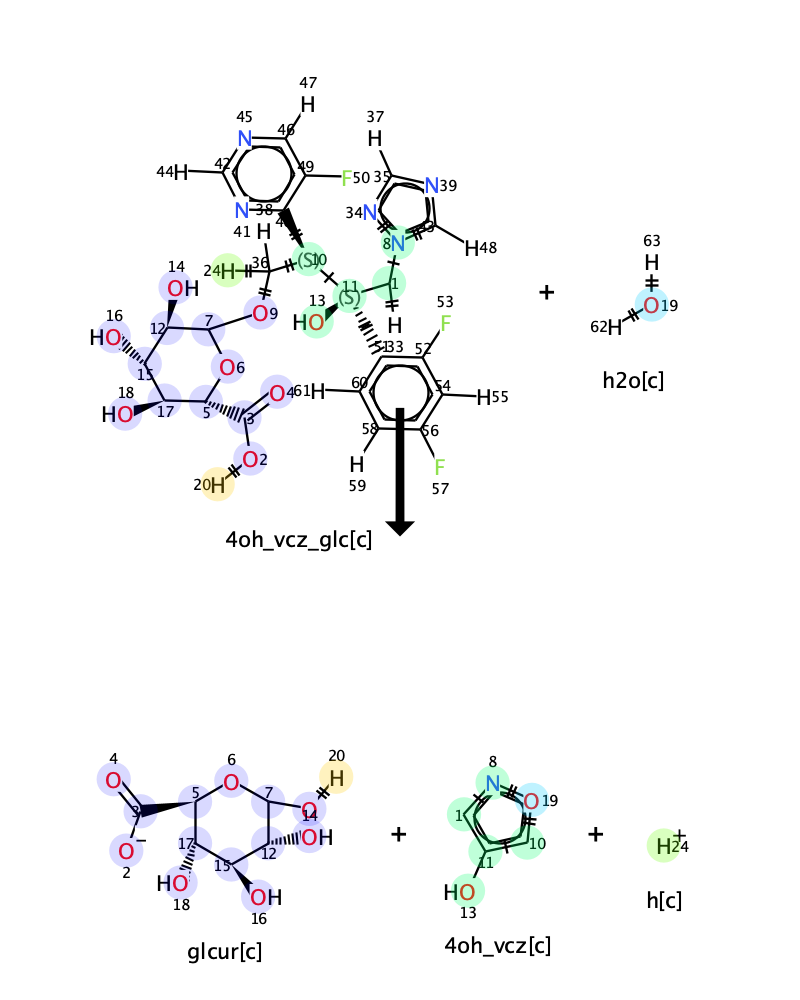 47
H
37
45
N
46
H
42
49
35
44
H
F
50
N
39
N
38
34
N
41
H
8
N
H
48
63
24
H
36
(S)
10
H
14
OH
13
11
(S)
1
53
16
9
O
HO
H
F
O
19
HO
12
7
62
H
51
33
52
15
6
O
h2o[c]
18
61
H
60
54
H
55
HO
17
5
3
O
4
58
56
2
O
H
F
20
H
59
57
4oh_vcz_glc[c]
+
4
6
20
8
O
O
H
N
5
7
O
19
3
O
14
1
+
O
−
17
12
OH
+
+
10
H
24
2
15
11
HO
OH
HO
18
16
13
h[c]
glcur[c]
4oh_vcz[c]